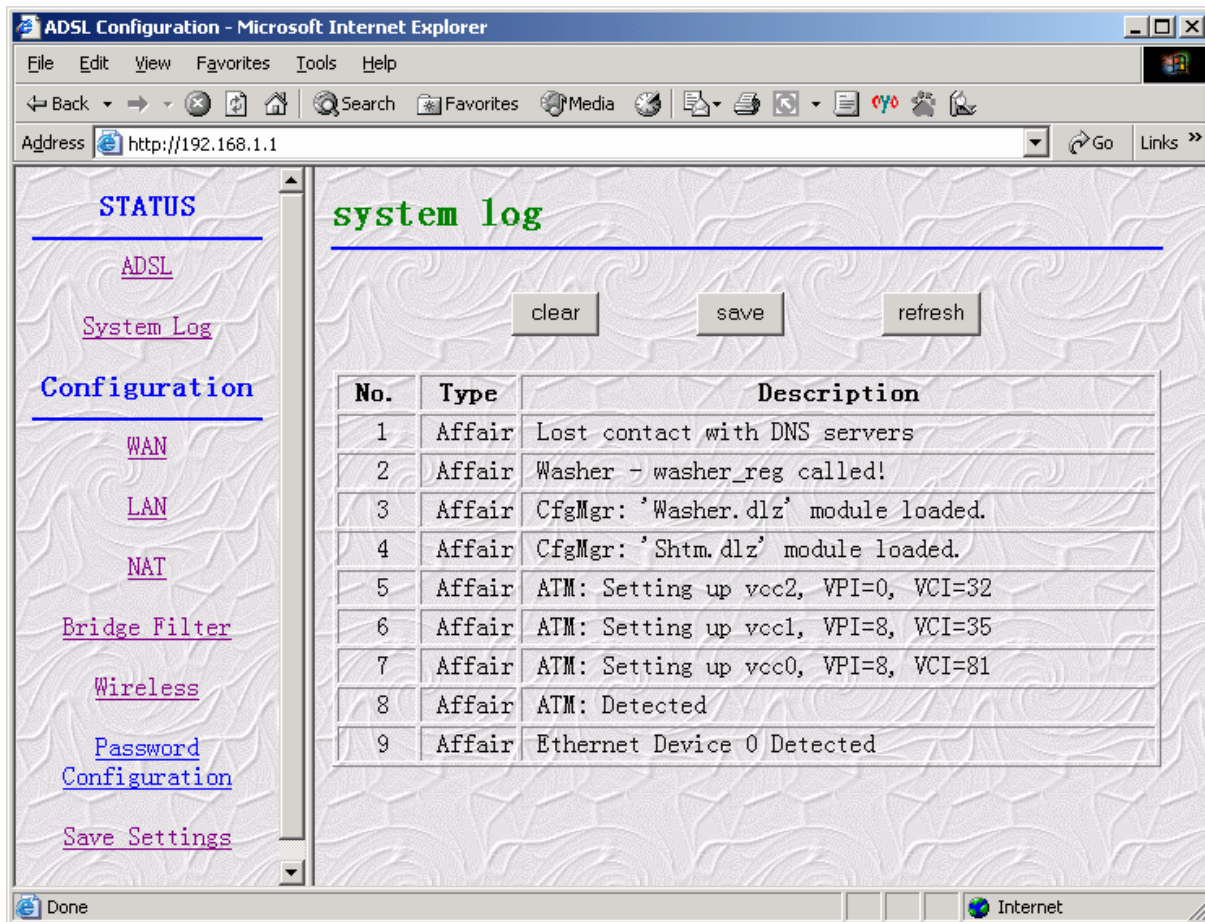 ADSL Configuration - Microsoft Internet Explorer
File Edit View Favorites Tools Help
Back Search Favorites Media
Address http://192.168.1.1 Go Links »
STATUS
ADSL
System Log
Configuration
WAN
LAN
NAT
Bridge Filter
Wireless
Password
Configuration
Save Settings
system log
clear save refresh
No. Type Description
1 Affair Lost contact with DNS servers
2 Affair Washer - washer_reg called!
3 Affair CfgMgr: 'Washer.dlz' module loaded.
4 Affair CfgMgr: 'Shtm.dlz' module loaded.
5 Affair ATM: Setting up vcc2, VPI=0, VCI=32
6 Affair ATM: Setting up vcc1, VPI=8, VCI=35
7 Affair ATM: Setting up vcc0, VPI=8, VCI=81
8 Affair ATM: Detected
9 Affair Ethernet Device 0 Detected
Done Internet